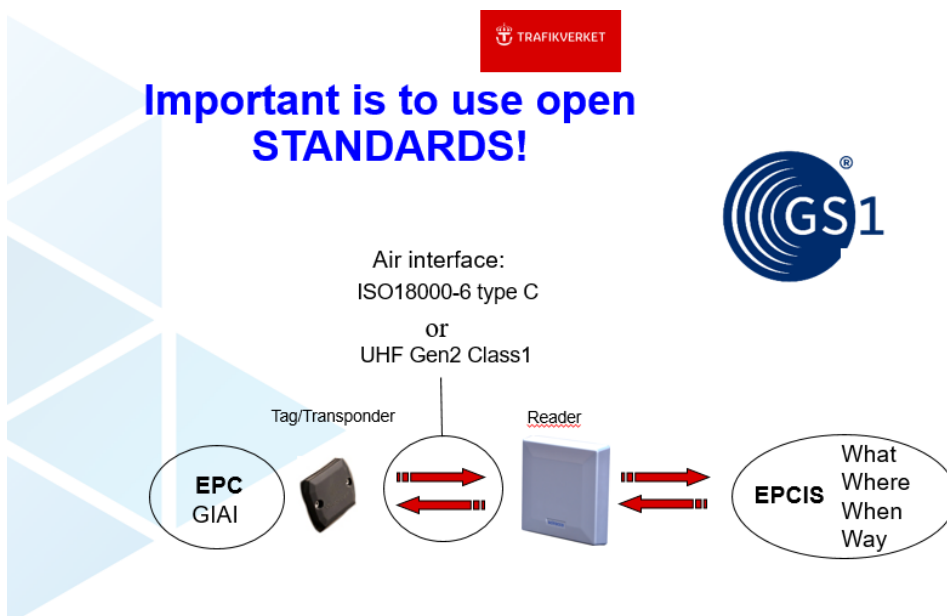 TRAFIKVERKET
Important is to use open
STANDARDS!
GS1
®
Air interface:
ISO18000-6 type C
or
UHF Gen2 Class1
Tag/Transponder
Reader
EPC
GIAI
EPCIS
What
Where
When
Way